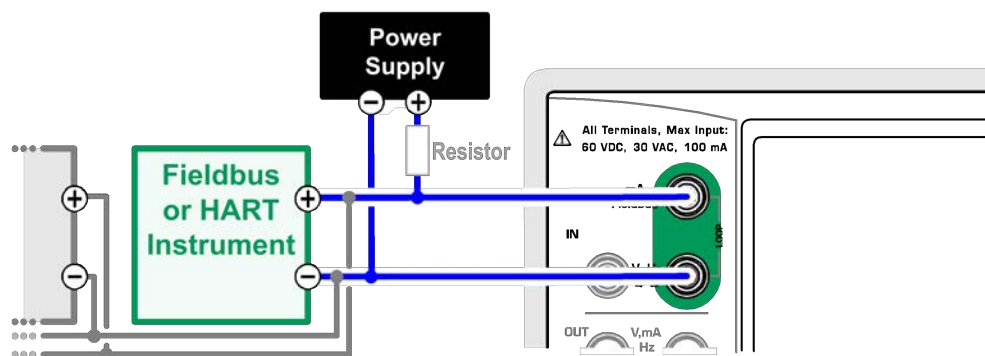 Power
Supply
All Terminals, Max Input:
60 VDC, 30 VAC, 100 mA
Resistor
Fieldbus
or HART
Instrument
IN
LOOP
OUT
V,mA
Hz